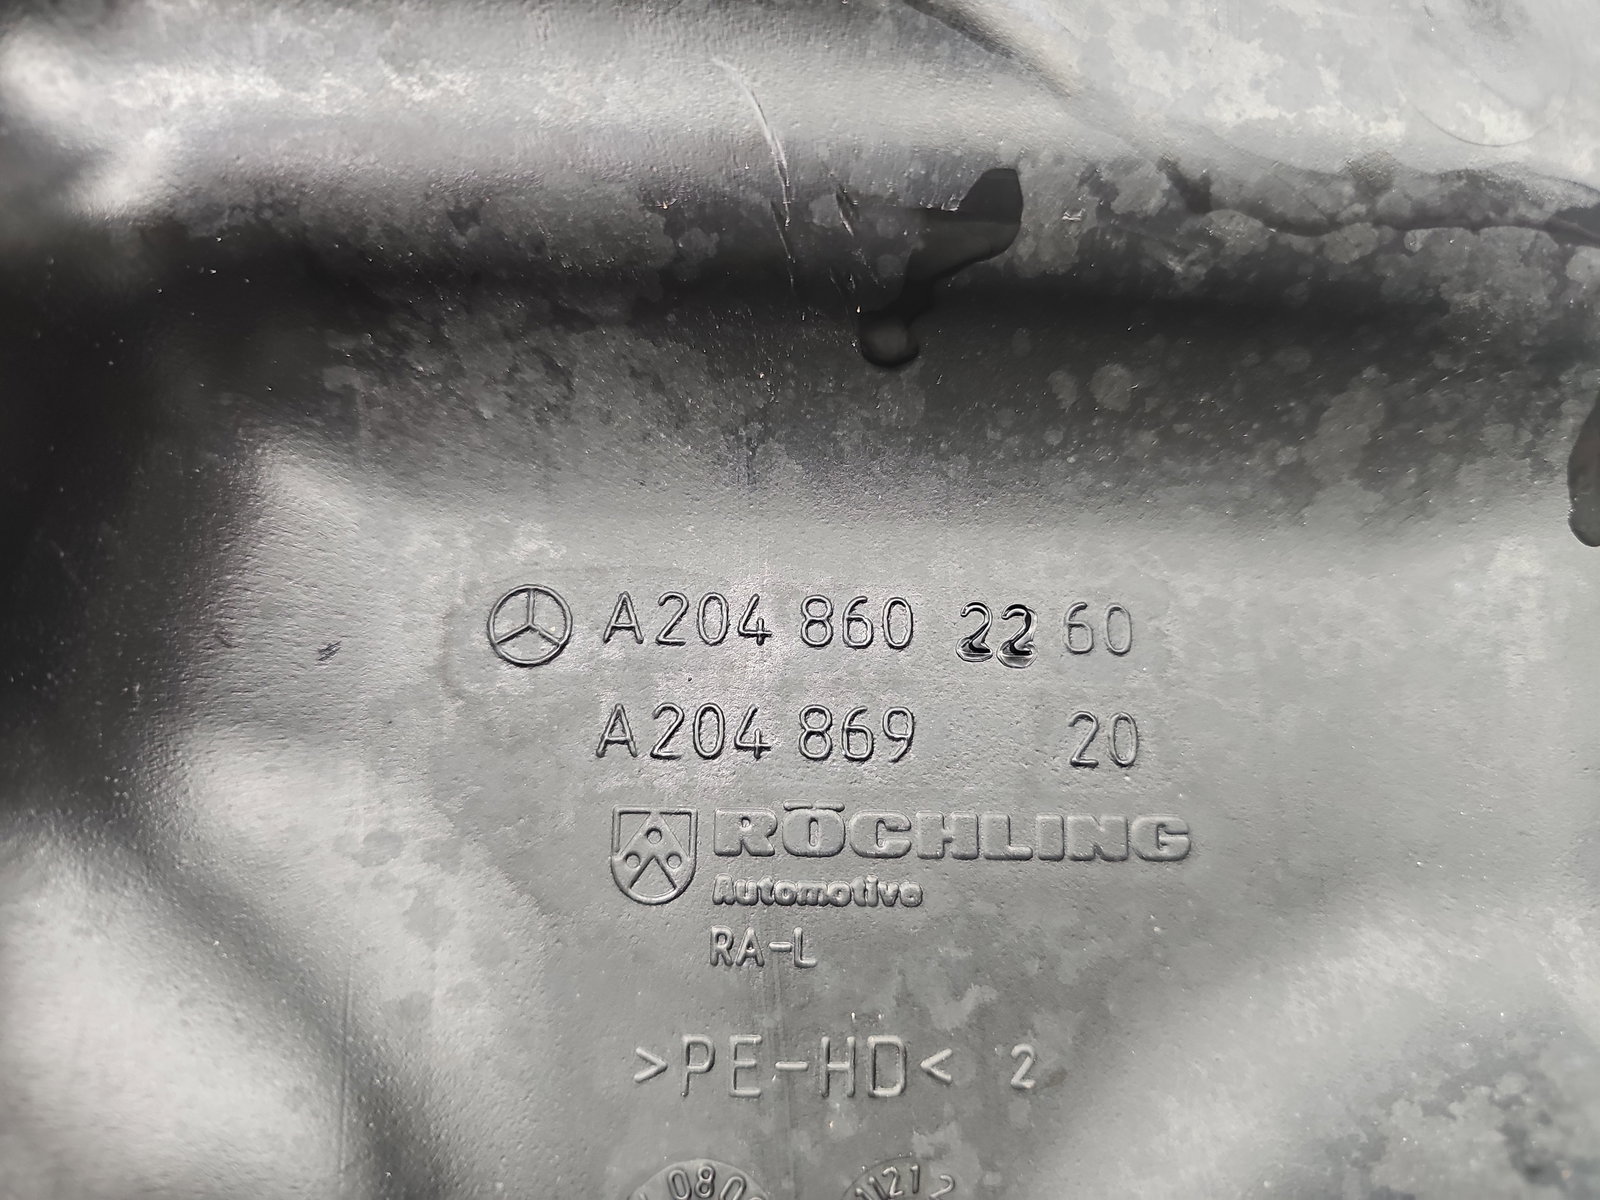 A204 860 22 60
A204 869 20
RÖCHLING
Automotive
RA-L
>PE-HD< 2